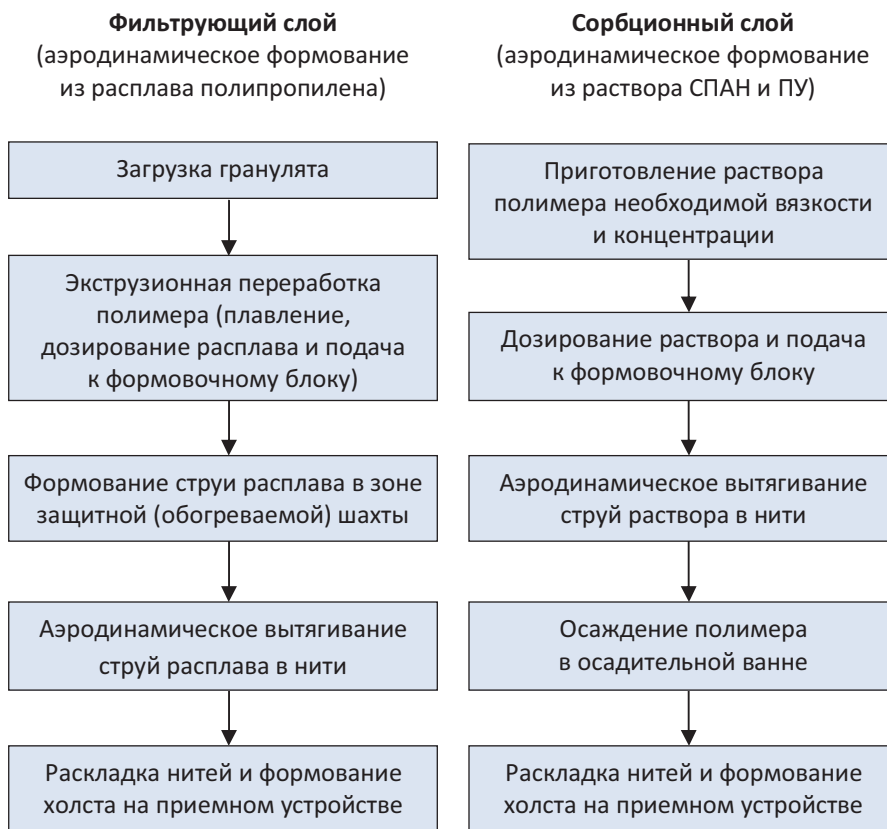 Фильтрующий слой
(аэродинамическое формование
из расплава полипропилена)
Загрузка гранулята
Экструзионная переработка
полимера (плавление,
дозирование расплава и подача
к формовочному блоку)
Формование струи расплава в зоне
защитной (обогреваемой) шахты
Аэродинамическое вытягивание
струй расплава в нити
Раскладка нитей и формование
холста на приемном устройстве
Сорбционный слой
(аэродинамическое формование
из раствора СПАН и ПУ)
Приготовление раствора
полимера необходимой вязкости
и концентрации
Дозирование раствора и подача
к формовочному блоку
Аэродинамическое вытягивание
струй раствора в нити
Осаждение полимера
в осадительной ванне
Раскладка нитей и формование
холста на приемном устройстве